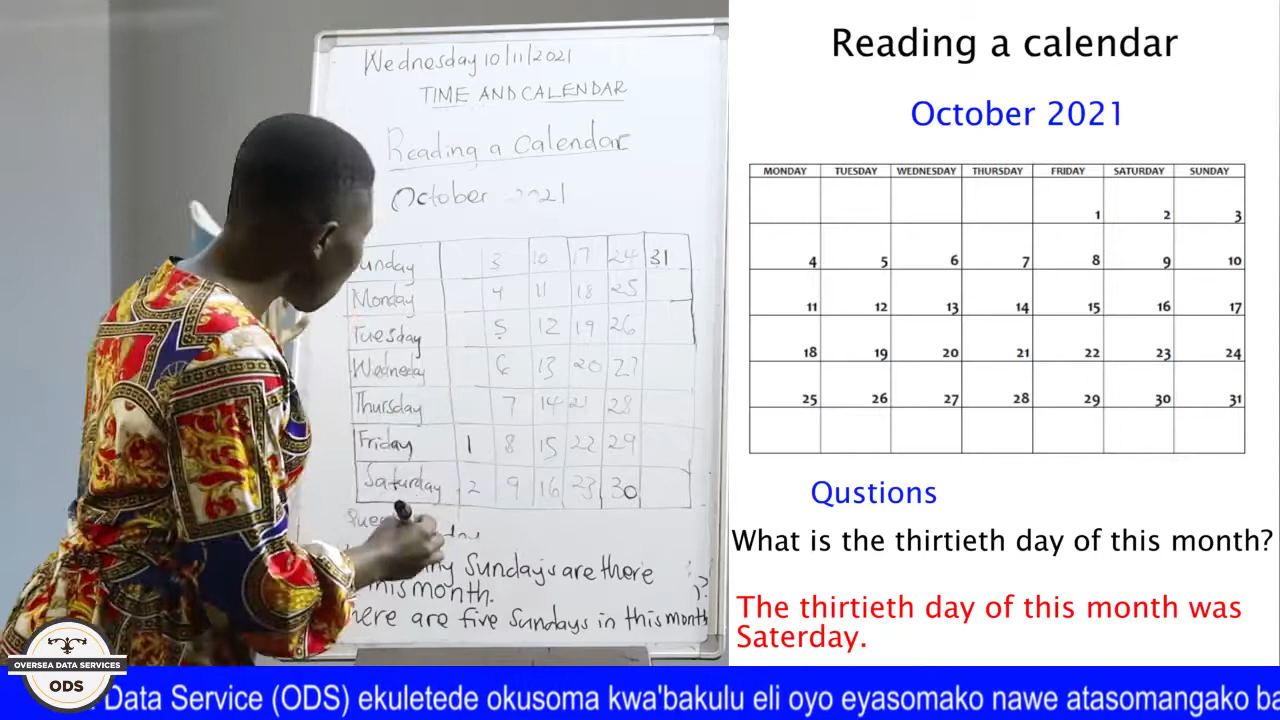 Wednesday 10/11/2021
TIME AND CALENDAR
Reading a Calendar
October 2021
unday 3 10 17 24 31
Monday 4 11 18 25
Tuesday 5 12 19 26
Wedneday 6 13 20 27
Thursday 7 14 21 28
Friday 1 8 15 22 29
Saturday 2 9 16 23 30
Sundays are there
this month. ?
here are five Sundays in this month
Reading a calendar
October 2021
MONDAY TUESDAY WEDNESDAY THURSDAY FRIDAY SATURDAY SUNDAY
1 2 3
4 5 6 7 8 9 10
11 12 13 14 15 16 17
18 19 20 21 22 23 24
25 26 27 28 29 30 31
Qustions
What is the thirtieth day of this month?
The thirtieth day of this month was
Saterday.
OVERSEA DATA SERVICES
ODS
Data Service (ODS) ekuletede okusoma kwa'bakulu eli oyo eyasomako nawe atasomangako ba